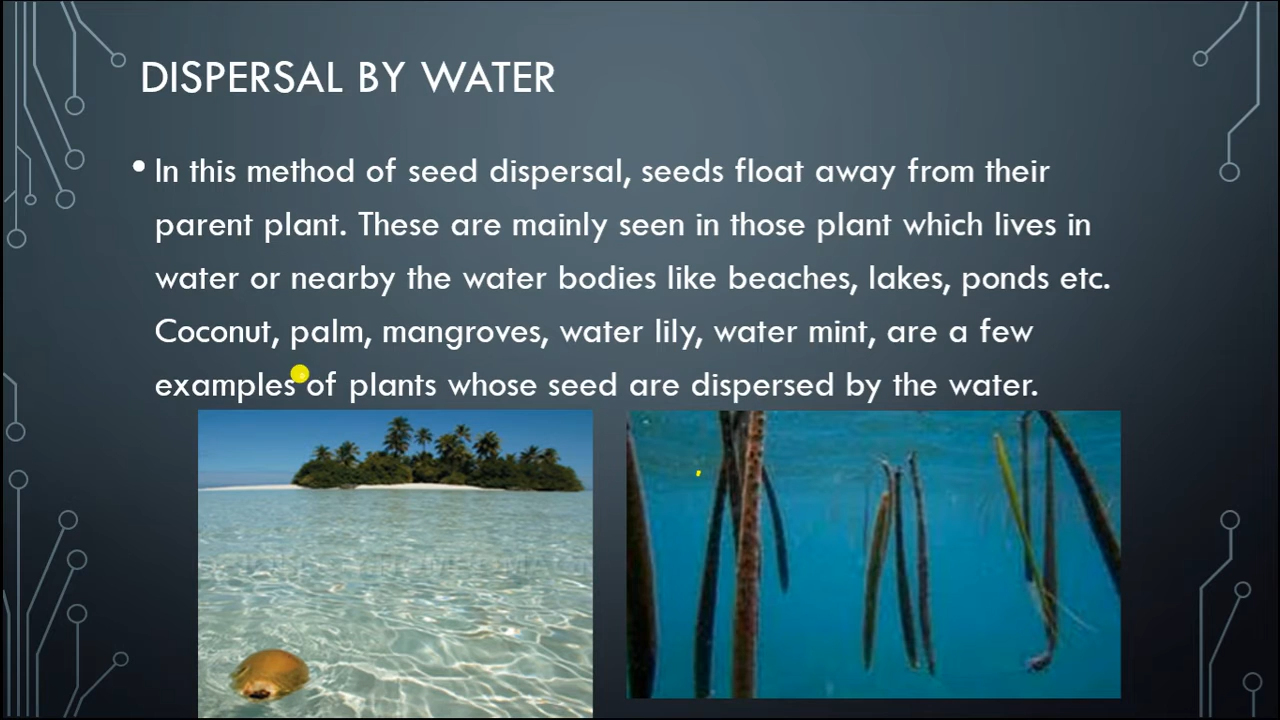 DISPERSAL BY WATER
• In this method of seed dispersal, seeds float away from their
parent plant. These are mainly seen in those plant which lives in
water or nearby the water bodies like beaches, lakes, ponds etc.
Coconut, palm, mangroves, water lily, water mint, are a few
examples of plants whose seed are dispersed by the water.